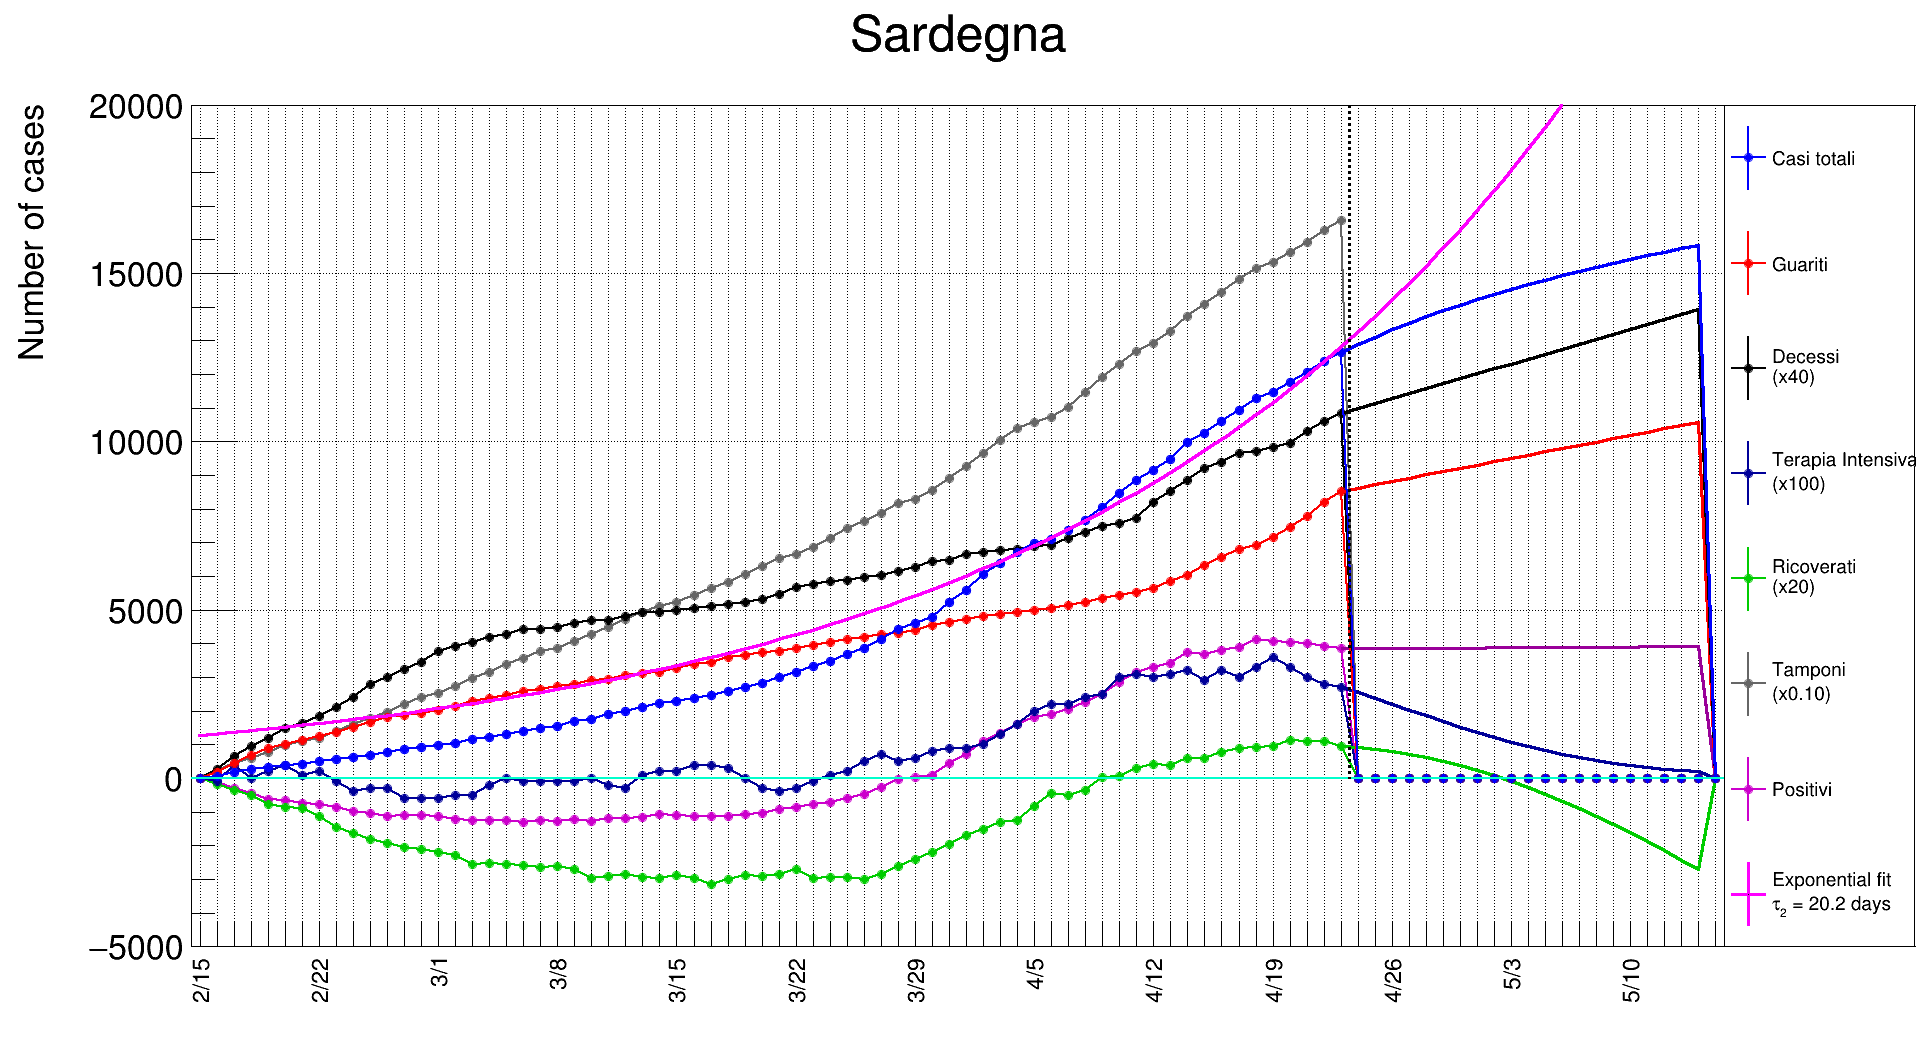 Sardegna
Number of cases
20000
15000
10000
5000
0
−5000
2/15
2/22
3/1
3/8
3/15
3/22
3/29
4/5
4/12
4/19
4/26
5/3
5/10
Casi totali
Guariti
Decessi
(x40)
Terapia Intensiva
(x100)
Ricoverati
(x20)
Tamponi
(x0.10)
Positivi
Exponential fit
τ2 = 20.2 days